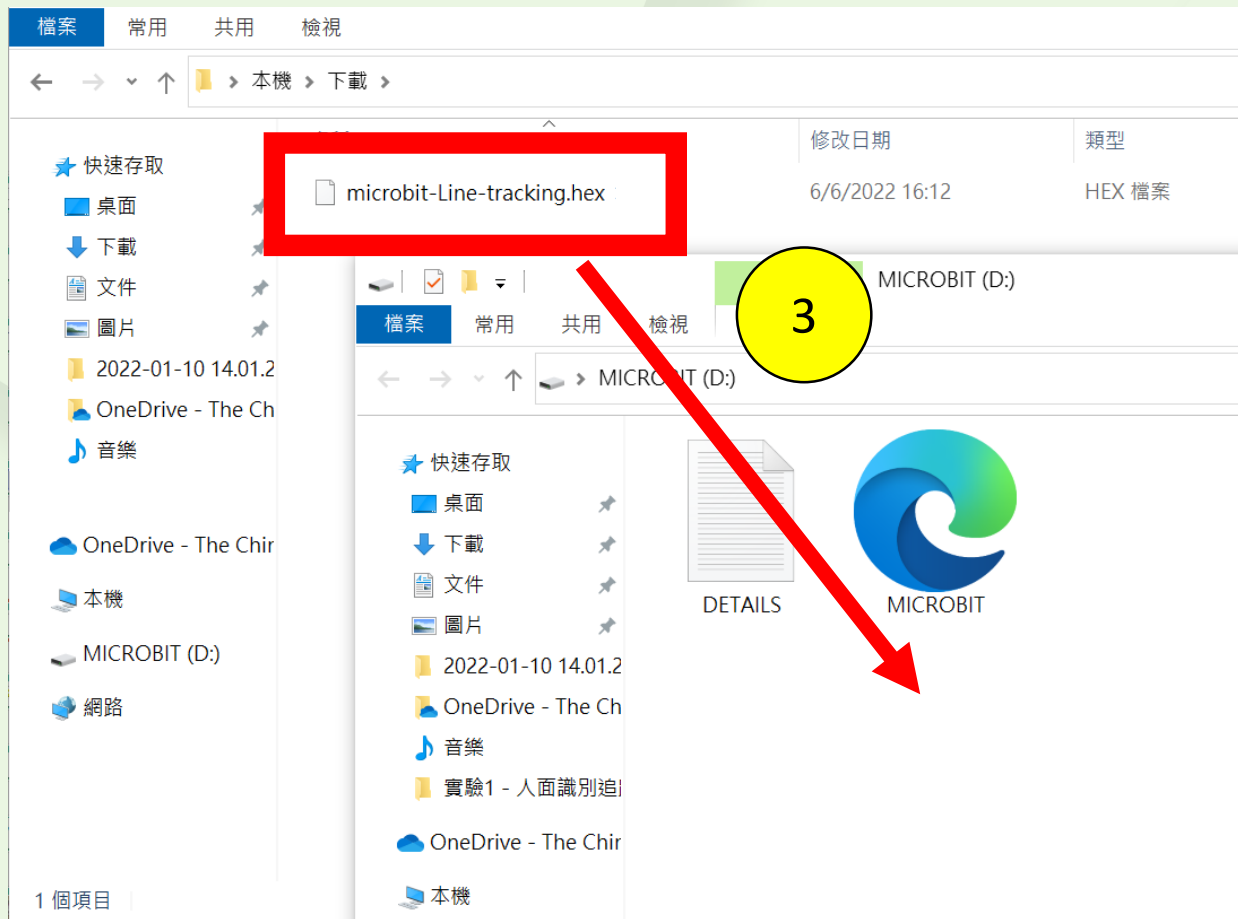 檔案 常用 共用 檢視
本機 下載
修改日期 類型
microbit-Line-tracking.hex 6/6/2022 16:12 HEX 檔案
快速存取
桌面
下載
文件
圖片
2022-01-10 14.01.2
OneDrive - The Ch
音樂
OneDrive - The Chir
本機
MICROBIT (D:)
網路
1 個項目
3
MICROBIT (D:)
檔案 常用 共用 檢視
MICROBIT (D:)
快速存取
桌面
下載
文件
圖片
2022-01-10 14.01.2
OneDrive - The Ch
音樂
實驗1 - 人面識別追
OneDrive - The Chir
本機
DETAILS
MICROBIT